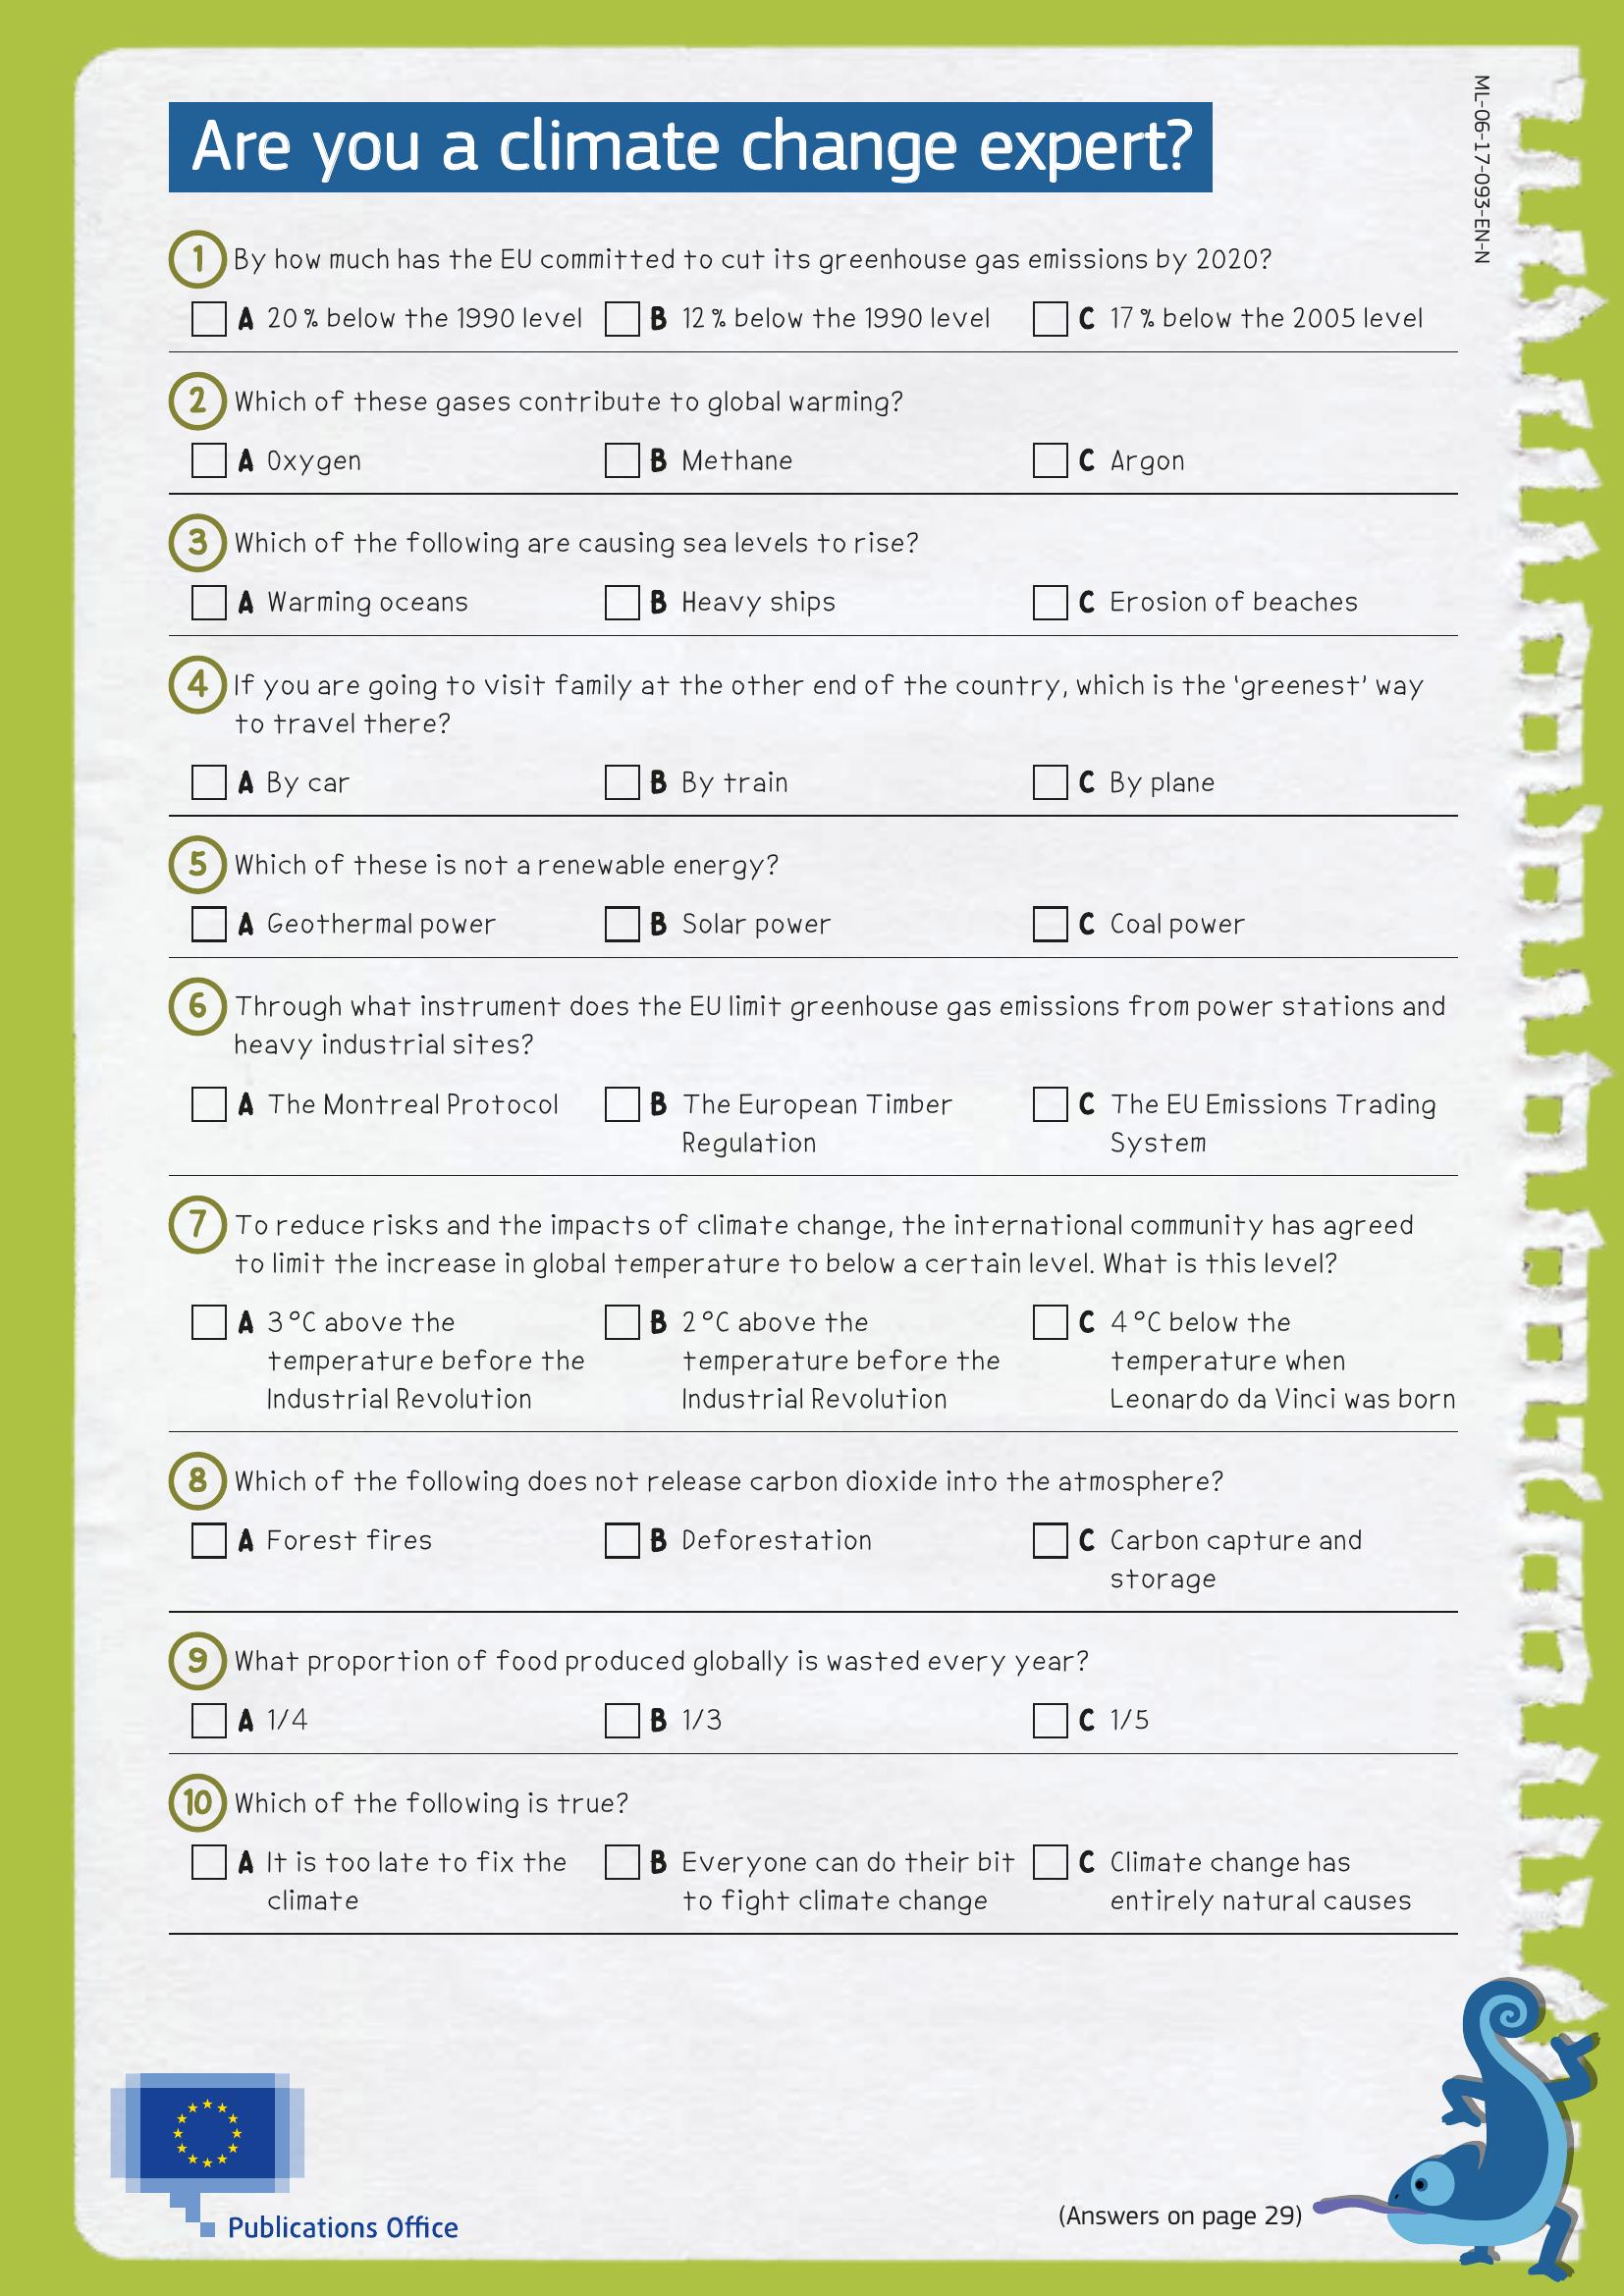 Are you a climate change expert?
ML-06-17-093-EN-N
1 By how much has the EU committed to cut its greenhouse gas emissions by 2020?
A 20 % below the 1990 level B 12 % below the 1990 level C 17 % below the 2005 level
2 Which of these gases contribute to global warming?
A Oxygen B Methane C Argon
3 Which of the following are causing sea levels to rise?
A Warming oceans B Heavy ships C Erosion of beaches
4 If you are going to visit family at the other end of the country, which is the ‘greenest’ way
to travel there?
A By car B By train C By plane
5 Which of these is not a renewable energy?
A Geothermal power B Solar power C Coal power
6 Through what instrument does the EU limit greenhouse gas emissions from power stations and
heavy industrial sites?
A The Montreal Protocol B The European Timber C The EU Emissions Trading
Regulation System
7 To reduce risks and the impacts of climate change, the international community has agreed
to limit the increase in global temperature to below a certain level. What is this level?
A 3 °C above the B 2 °C above the C 4 °C below the
temperature before the temperature before the temperature when
Industrial Revolution Industrial Revolution Leonardo da Vinci was born
8 Which of the following does not release carbon dioxide into the atmosphere?
A Forest fires B Deforestation C Carbon capture and
storage
9 What proportion of food produced globally is wasted every year?
A 1/4 B 1/3 C 1/5
10 Which of the following is true?
A It is too late to fix the B Everyone can do their bit C Climate change has
climate to fight climate change entirely natural causes
(Answers on page 29)
Publications Office